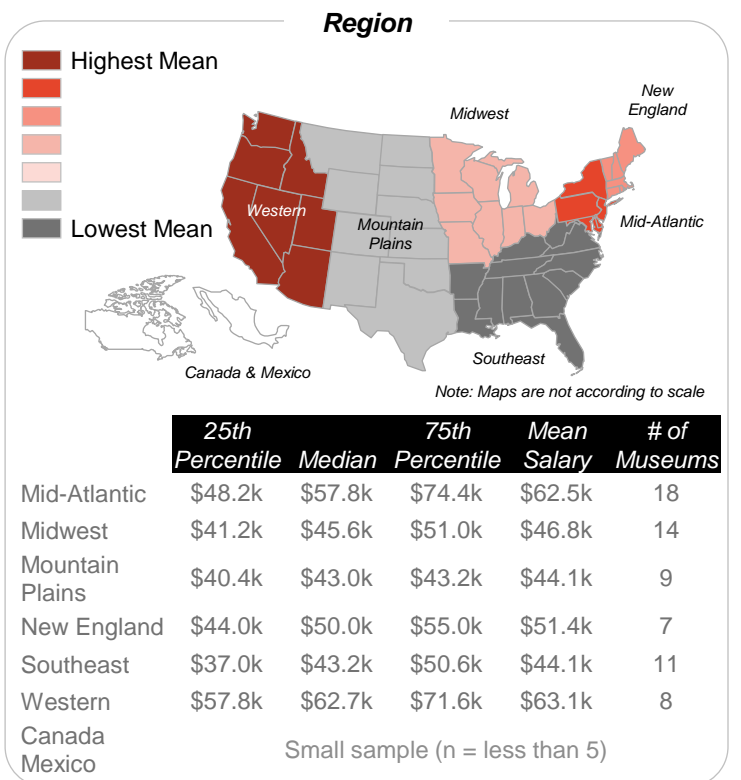 Region
Highest Mean
Lowest Mean
New
England
Midwest
Western
Mountain
Plains
Mid-Atlantic
Southeast
Canada & Mexico
Note: Maps are not according to scale
25th Percentile Median 75th Percentile Mean Salary # of Museums
Mid-Atlantic $48.2k $57.8k $74.4k $62.5k 18
Midwest $41.2k $45.6k $51.0k $46.8k 14
Mountain Plains $40.4k $43.0k $43.2k $44.1k 9
New England $44.0k $50.0k $55.0k $51.4k 7
Southeast $37.0k $43.2k $50.6k $44.1k 11
Western $57.8k $62.7k $71.6k $63.1k 8
Canada Mexico Small sample (n = less than 5)